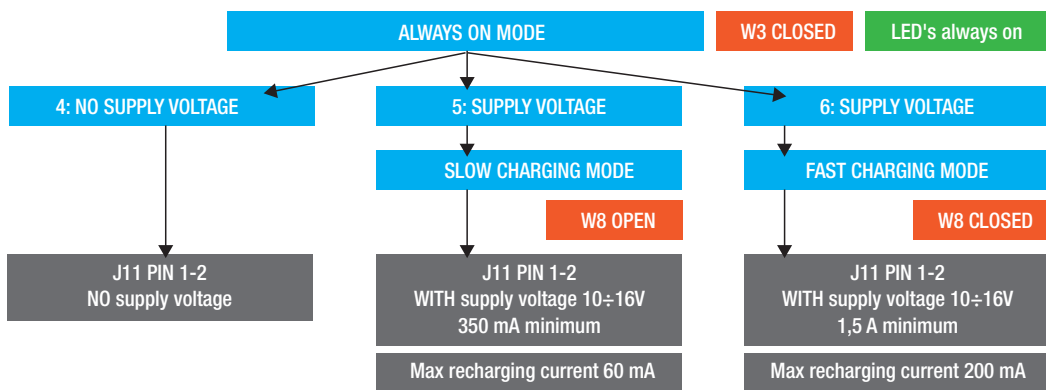 ALWAYS ON MODE
W3 CLOSED
LED's always on
4: NO SUPPLY VOLTAGE
5: SUPPLY VOLTAGE
6: SUPPLY VOLTAGE
SLOW CHARGING MODE
FAST CHARGING MODE
W8 OPEN
W8 CLOSED
J11 PIN 1-2
NO supply voltage
J11 PIN 1-2
WITH supply voltage 10÷16V
350 mA minimum
J11 PIN 1-2
WITH supply voltage 10÷16V
1,5 A minimum
Max recharging current 60 mA
Max recharging current 200 mA